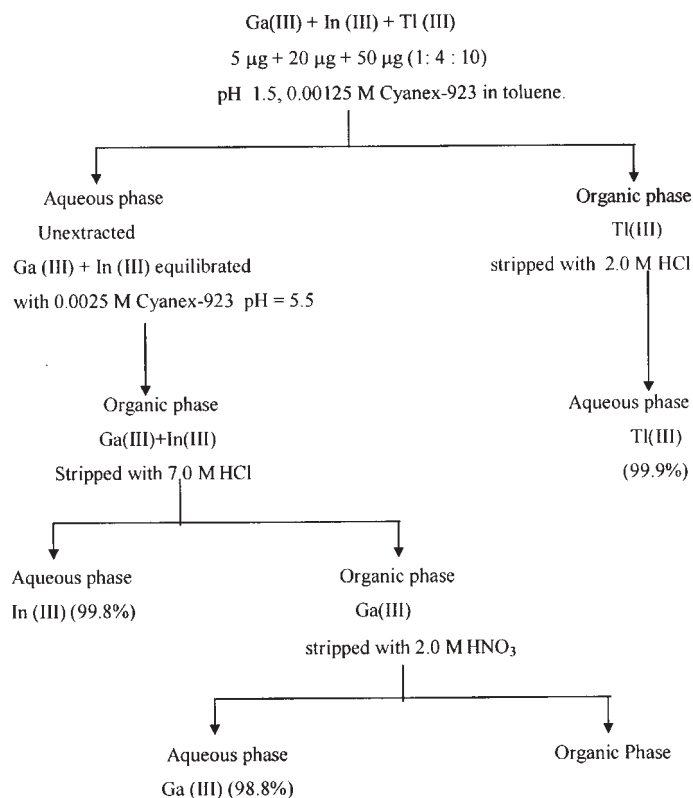 Ga(III) + In (III) + Tl (III)
5 μg + 20 μg + 50 μg (1: 4 : 10)
pH 1.5, 0.00125 M Cyanex-923 in toluene.
Aqueous phase
Unextracted
Ga (III) + In (III) equilibrated
with 0.0025 M Cyanex-923 pH = 5.5
Organic phase
Tl(III)
stripped with 2.0 M HCl
Organic phase
Ga(III)+In(III)
Stripped with 7.0 M HCl
Aqueous phase
Tl(III)
(99.9%)
Aqueous phase
In (III) (99.8%)
Organic phase
Ga(III)
stripped with 2.0 M HNO₃
Aqueous phase
Ga (III) (98.8%)
Organic Phase